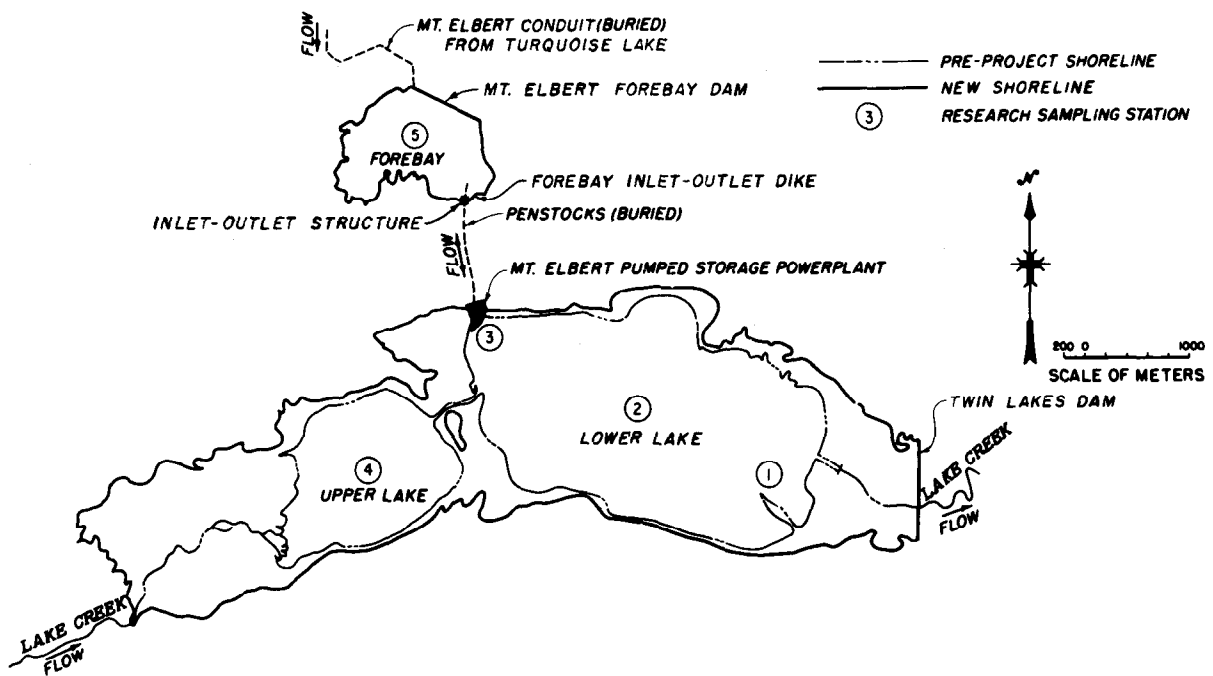 FLOW
MT. ELBERT CONDUIT (BURIED)
FROM TURQUOISE LAKE
PRE-PROJECT SHORELINE
MT. ELBERT FOREBAY DAM
NEW SHORELINE
3
RESEARCH SAMPLING STATION
5
FOREBAY
N
FOREBAY INLET-OUTLET DIKE
INLET-OUTLET STRUCTURE
PENSTOCKS (BURIED)
FLOW
MT. ELBERT PUMPED STORAGE POWERPLANT
3
200 0 1000
SCALE OF METERS
TWIN LAKES DAM
2
LOWER LAKE
4
UPPER LAKE
1
LAKE CREEK
FLOW
LAKE CREEK
FLOW